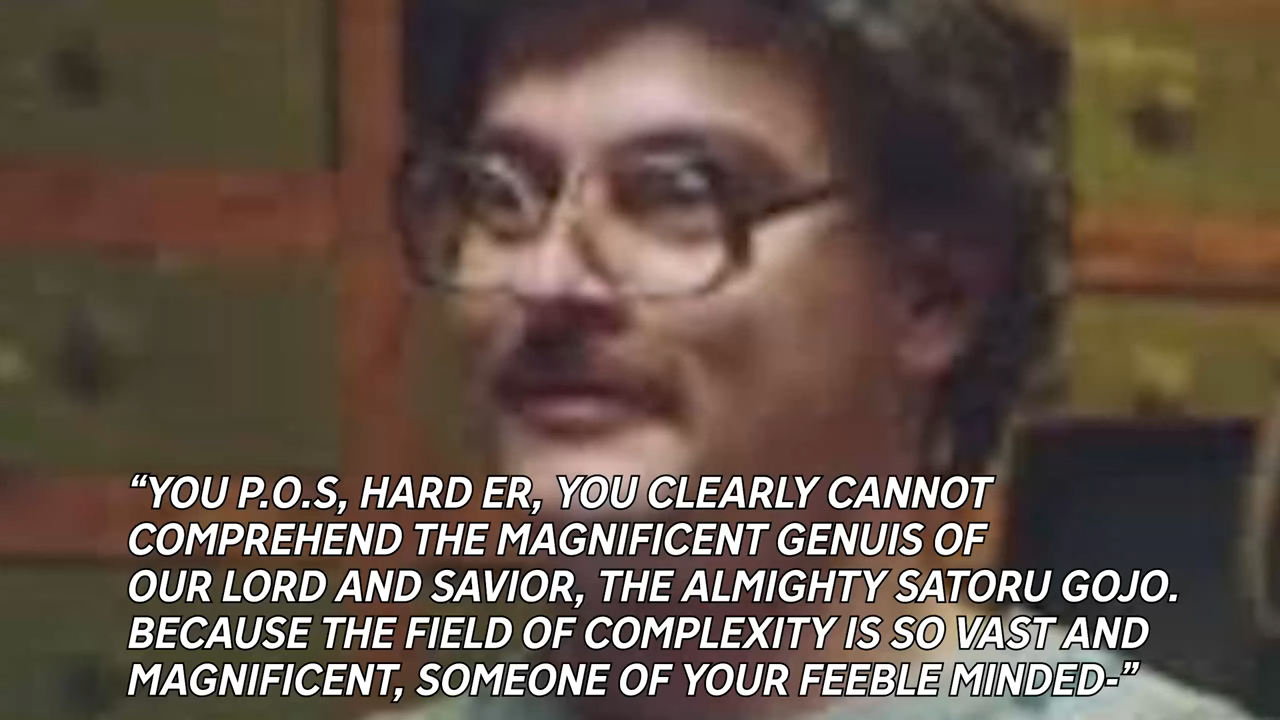 “YOU P.O.S, HARD ER, YOU CLEARLY CANNOT
COMPREHEND THE MAGNIFICENT GENUIS OF
OUR LORD AND SAVIOR, THE ALMIGHTY SATORU GOJO.
BECAUSE THE FIELD OF COMPLEXITY IS SO VAST AND
MAGNIFICENT, SOMEONE OF YOUR FEEBLE MINDED-”